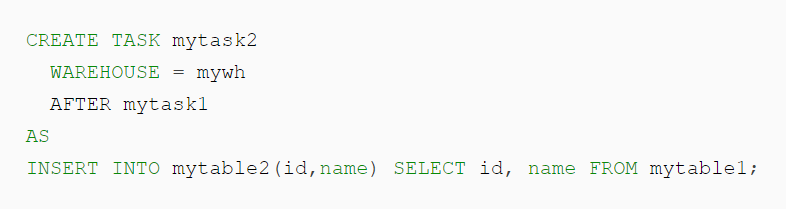 CREATE TASK mytask2
WAREHOUSE = mywh
AFTER mytask1
AS
INSERT INTO mytable2(id,name) SELECT id, name FROM mytable1;